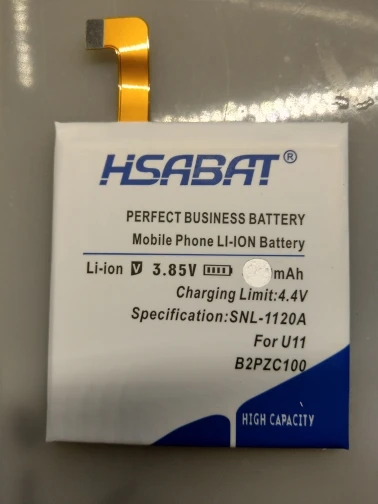 HSABAT®
PERFECT BUSINESS BATTERY
Mobile Phone LI-ION Battery
Li-ion V 3.85V mAh
Charging Limit:4.4V
Specification:SNL-1120A
For U11
B2PZC100
HIGH CAPACITY